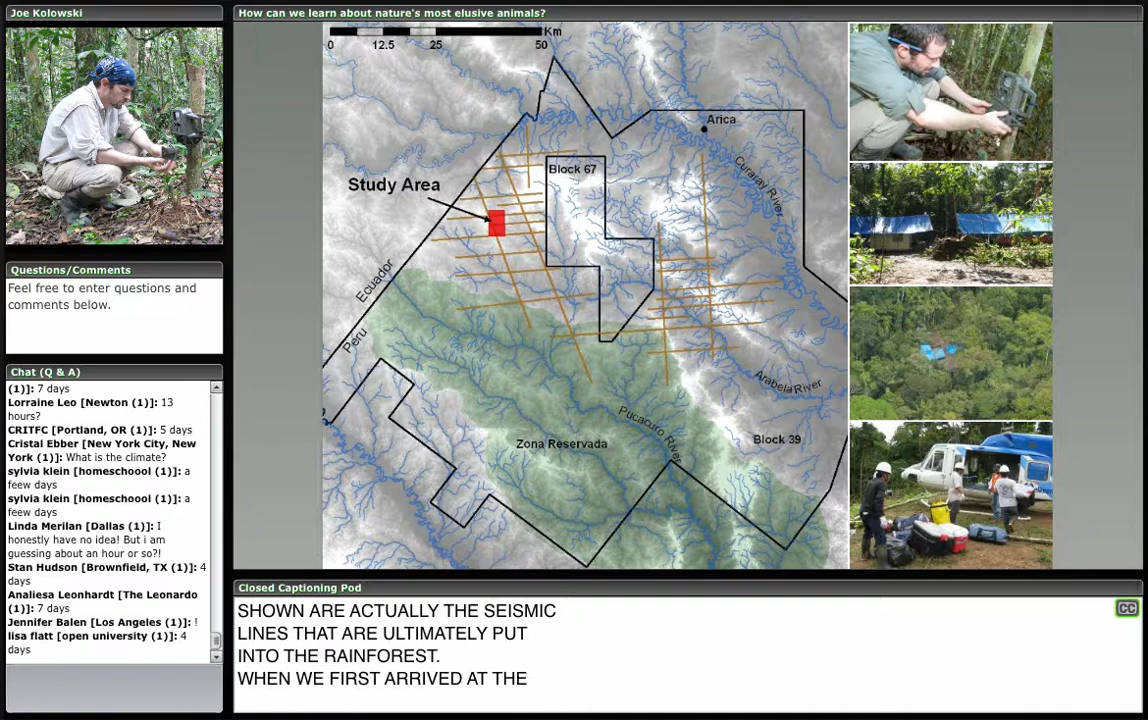 Joe Kolowski
Questions/Comments
Feel free to enter questions and
comments below.
Chat (Q & A)
(1)]: 7 days
Lorraine Leo [Newton (1)]: 13
hours?
CRITFC [Portland, OR (1)]: 5 days
Cristal Ebber [New York City, New
York (1)]: What is the climate?
sylvia klein [homeschoool (1)]: a
feew days
sylvia klein [homeschoool (1)]: a
few days
Linda Merilan [Dallas (1)]: I
honestly have no idea! But i am
guessing about an hour or so?!
Stan Hudson [Brownfield, TX (1)]: 4
days
Analiesa Leonhardt [The Leonardo
(1)]: 7 days
Jennifer Balen [Los Angeles (1)]: !
lisa flatt [open university (1)]: 4
days
How can we learn about nature's most elusive animals?
Km
0 12.5 25 50
Arica
Block 67
Curaray River
Study Area
Ecuador
Peru
Arabela River
Pucacuro River
Zona Reservada
Block 39
Closed Captioning Pod
CC
SHOWN ARE ACTUALLY THE SEISMIC
LINES THAT ARE ULTIMATELY PUT
INTO THE RAINFOREST.
WHEN WE FIRST ARRIVED AT THE